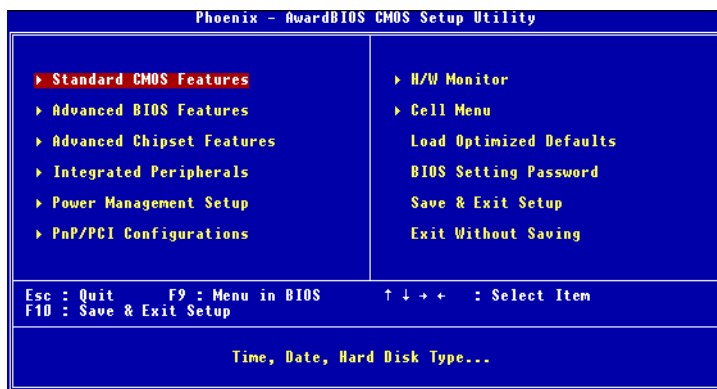 Phoenix - AwardBIOS CMOS Setup Utility
▸ Standard CMOS Features
▸ Advanced BIOS Features
▸ Advanced Chipset Features
▸ Integrated Peripherals
▸ Power Management Setup
▸ PnP/PCI Configurations
▸ H/W Monitor
▸ Cell Menu
Load Optimized Defaults
BIOS Setting Password
Save & Exit Setup
Exit Without Saving
Esc : Quit F9 : Menu in BIOS ↑ ↓ → ← : Select Item
F10 : Save & Exit Setup
Time, Date, Hard Disk Type...